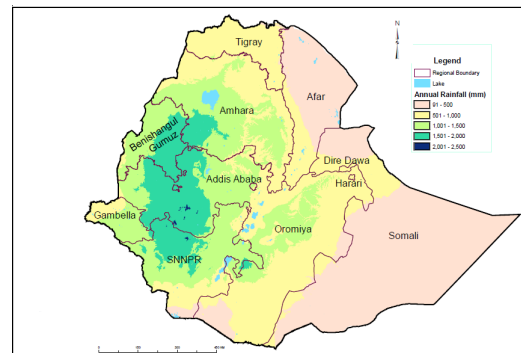 N
Tigray
Legend
Regional Boundary
Lake
Annual Rainfall (mm)
91 - 500
501 - 1,000
1,001 - 1,500
1,501 - 2,000
2,001 - 2,500
Afar
Amhara
Benishangul
Gumuz
Dire Dawa
Addis Ababa
Harari
Gambella
Oromiya
Somali
SNNPR